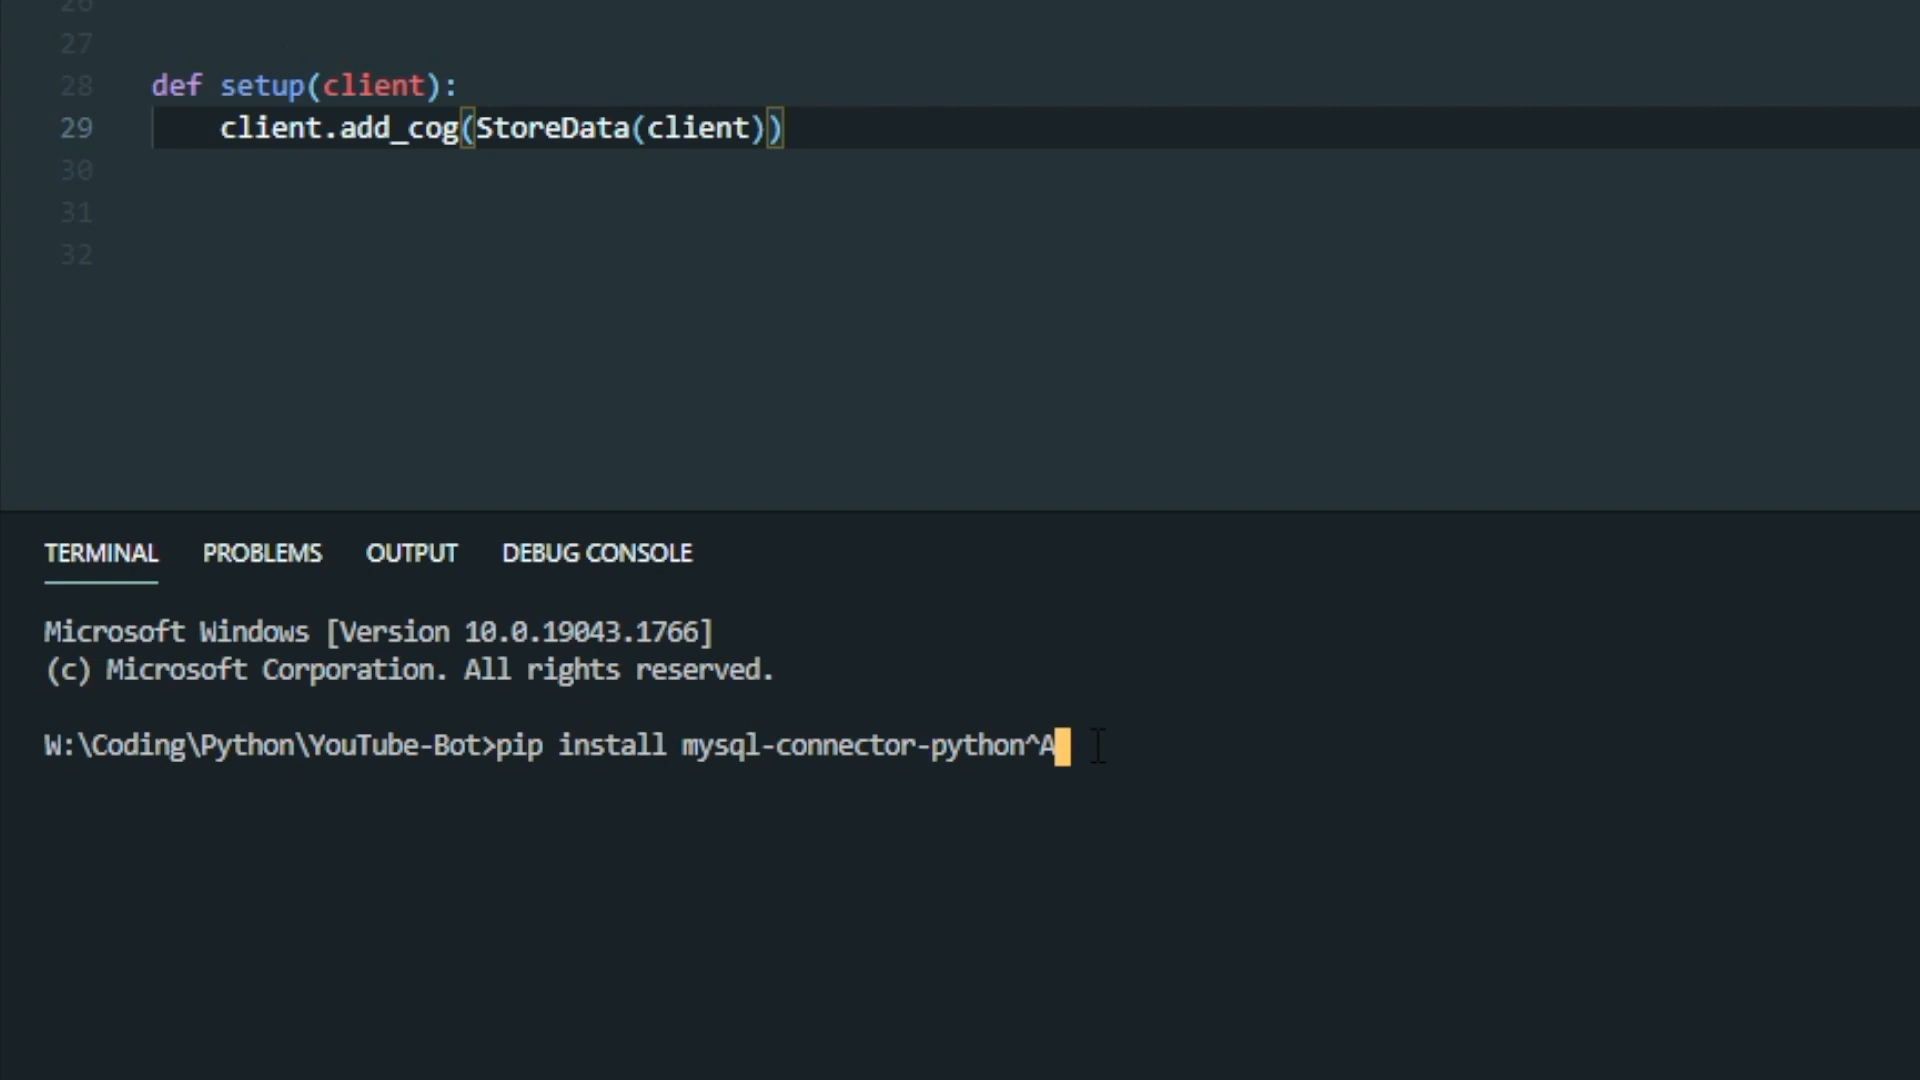 26
27
28 def setup(client):
29 client.add_cog(StoreData(client))
30
31
32
TERMINAL PROBLEMS OUTPUT DEBUG CONSOLE
Microsoft Windows [Version 10.0.19043.1766]
(c) Microsoft Corporation. All rights reserved.
W:\Coding\Python\YouTube-Bot>pip install mysql-connector-python^A